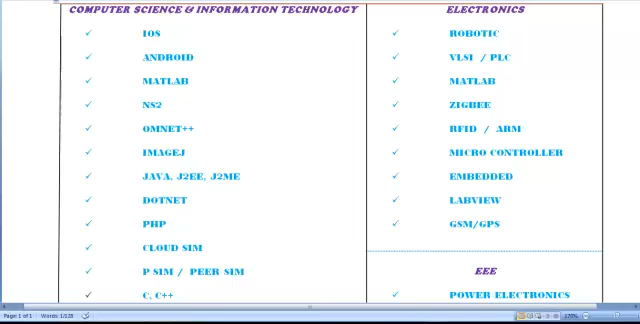 COMPUTER SCIENCE & INFORMATION TECHNOLOGY
IOS
ANDROID
MATLAB
NS2
OMNET++
IMAGEJ
JAVA, J2EE, J2ME
DOTNET
PHP
CLOUD SIM
P SIM / PEER SIM
C, C++
ELECTRONICS
ROBOTIC
VLSI / PLC
MATLAB
ZIGBEE
RFID / ARM
MICRO CONTROLLER
EMBEDDED
LABVIEW
GSM/GPS
EEE
POWER ELECTRONICS
Page: 1 of 1 Words: 1/125
170%